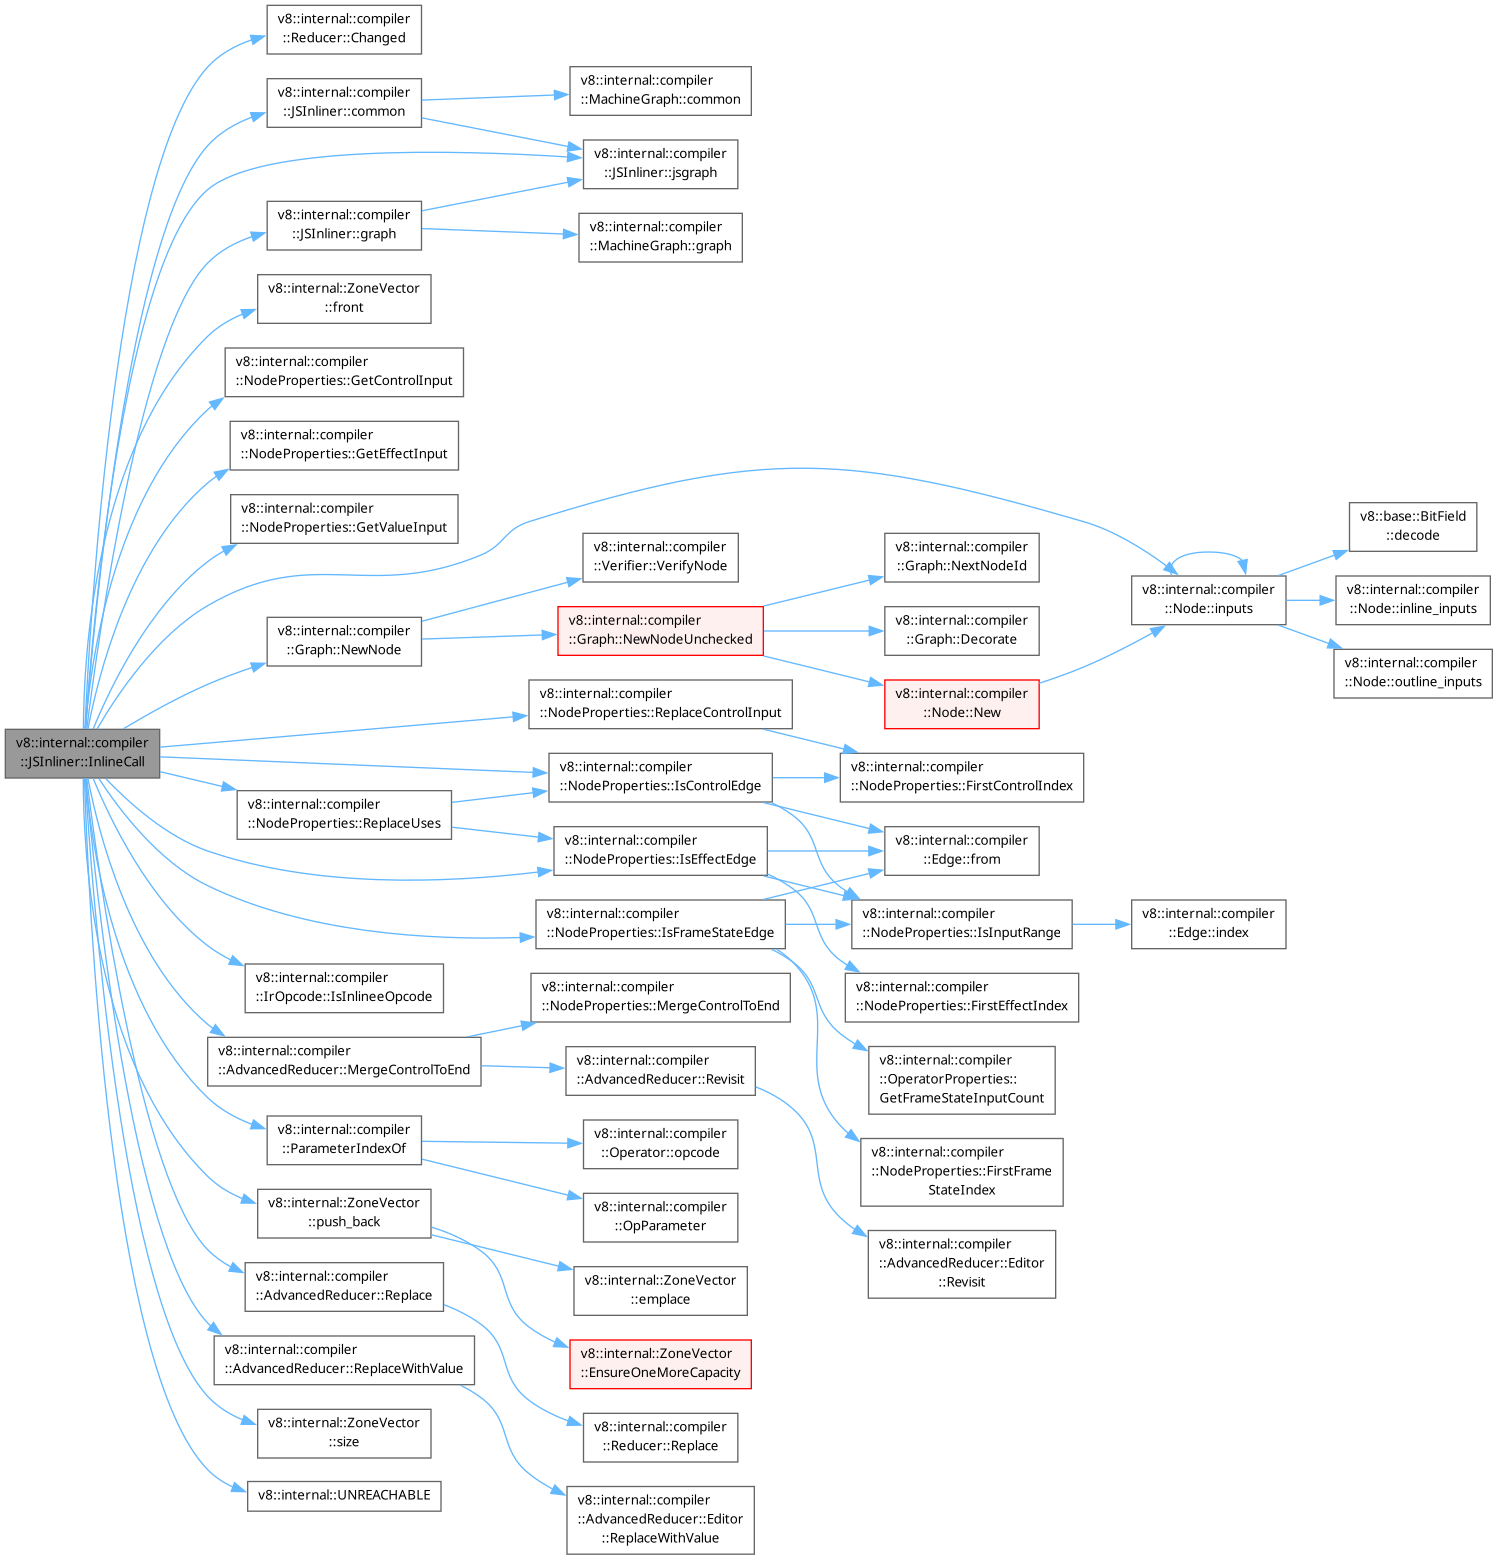 v8::internal::compiler
::JSInliner::InlineCall
v8::internal::compiler
::Reducer::Changed
v8::internal::compiler
::JSInliner::common
v8::internal::compiler
::JSInliner::graph
v8::internal::ZoneVector
::front
v8::internal::compiler
::NodeProperties::GetControlInput
v8::internal::compiler
::NodeProperties::GetEffectInput
v8::internal::compiler
::NodeProperties::GetValueInput
v8::internal::compiler
::Graph::NewNode
v8::internal::compiler
::NodeProperties::ReplaceUses
v8::internal::compiler
::IrOpcode::IsInlineeOpcode
v8::internal::compiler
::AdvancedReducer::MergeControlToEnd
v8::internal::compiler
::ParameterIndexOf
v8::internal::ZoneVector
::push_back
v8::internal::compiler
::AdvancedReducer::Replace
v8::internal::compiler
::AdvancedReducer::ReplaceWithValue
v8::internal::ZoneVector
::size
v8::internal::UNREACHABLE
v8::internal::compiler
::MachineGraph::common
v8::internal::compiler
::JSInliner::jsgraph
v8::internal::compiler
::MachineGraph::graph
v8::internal::compiler
::Verifier::VerifyNode
v8::internal::compiler
::Graph::NewNodeUnchecked
v8::internal::compiler
::NodeProperties::ReplaceControlInput
v8::internal::compiler
::NodeProperties::IsControlEdge
v8::internal::compiler
::NodeProperties::IsEffectEdge
v8::internal::compiler
::NodeProperties::IsFrameStateEdge
v8::internal::compiler
::NodeProperties::MergeControlToEnd
v8::internal::compiler
::AdvancedReducer::Revisit
v8::internal::compiler
::Operator::opcode
v8::internal::compiler
::OpParameter
v8::internal::ZoneVector
::emplace
v8::internal::ZoneVector
::EnsureOneMoreCapacity
v8::internal::compiler
::Reducer::Replace
v8::internal::compiler
::AdvancedReducer::Editor
::ReplaceWithValue
v8::internal::compiler
::Graph::NextNodeId
v8::internal::compiler
::Graph::Decorate
v8::internal::compiler
::Node::New
v8::internal::compiler
::NodeProperties::FirstControlIndex
v8::internal::compiler
::Edge::from
v8::internal::compiler
::NodeProperties::IsInputRange
v8::internal::compiler
::NodeProperties::FirstEffectIndex
v8::internal::compiler
::OperatorProperties::
GetFrameStateInputCount
v8::internal::compiler
::NodeProperties::FirstFrame
StateIndex
v8::internal::compiler
::AdvancedReducer::Editor
::Revisit
v8::internal::compiler
::Node::inputs
v8::internal::compiler
::Edge::index
v8::base::BitField
::decode
v8::internal::compiler
::Node::inline_inputs
v8::internal::compiler
::Node::outline_inputs